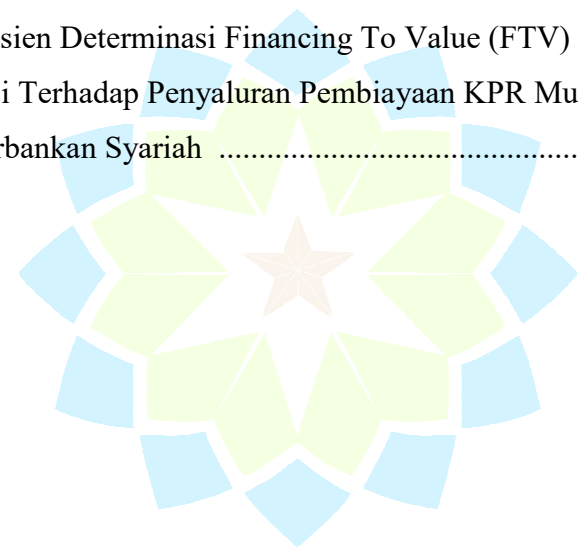 sien Determinasi Financing To Value (FTV)
i Terhadap Penyaluran Pembiayaan KPR Mu
rbankan Syariah .............................................